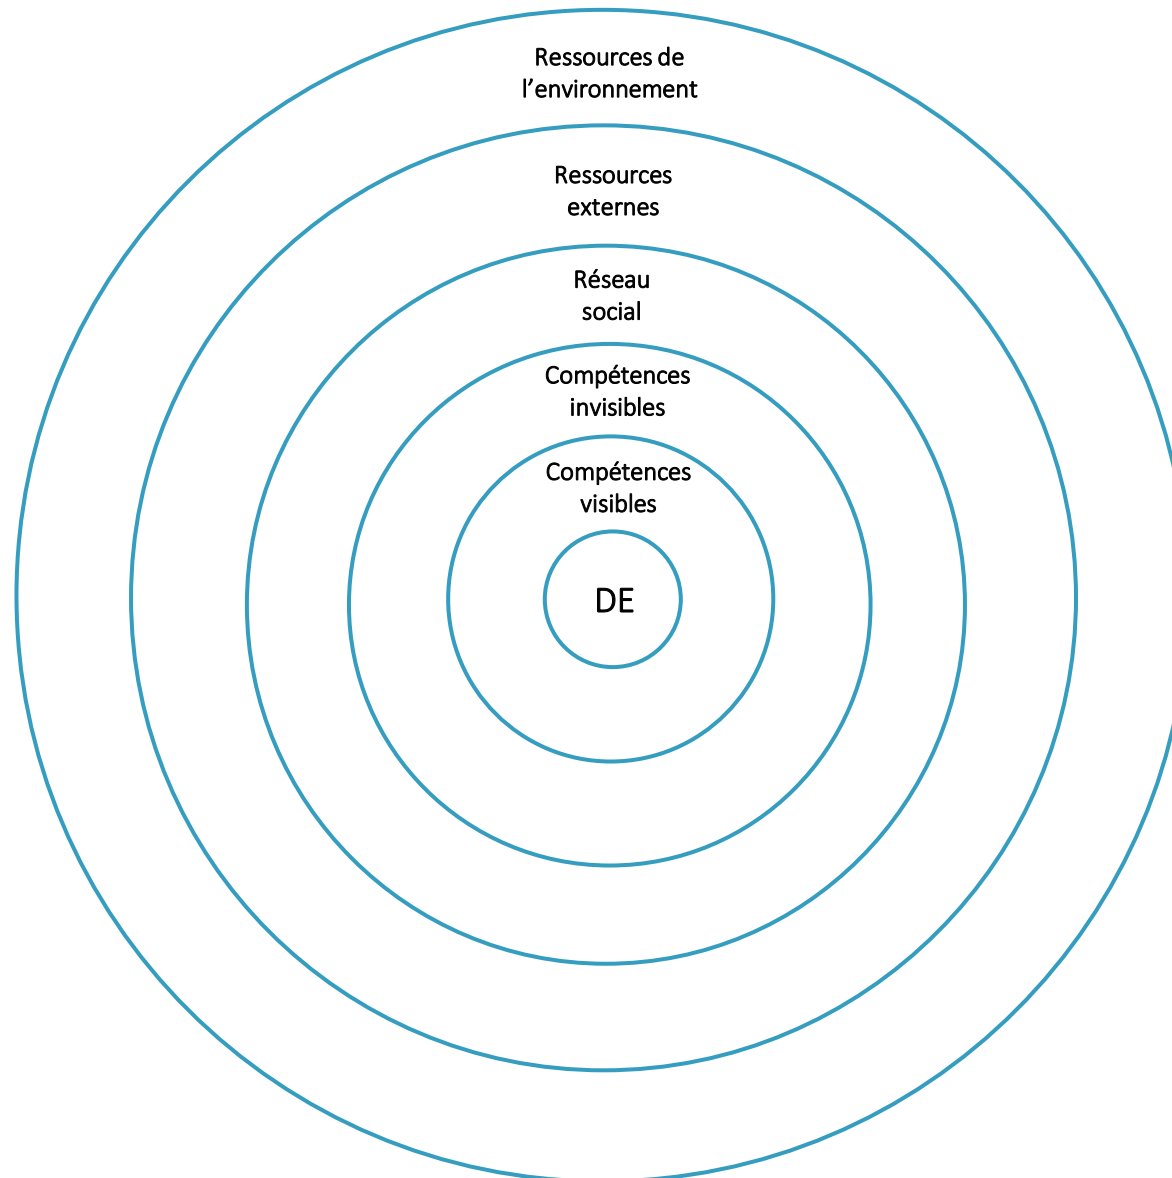 Ressources de
l’environnement
Ressources
externes
Réseau
social
Compétences
invisibles
Compétences
visibles
DE